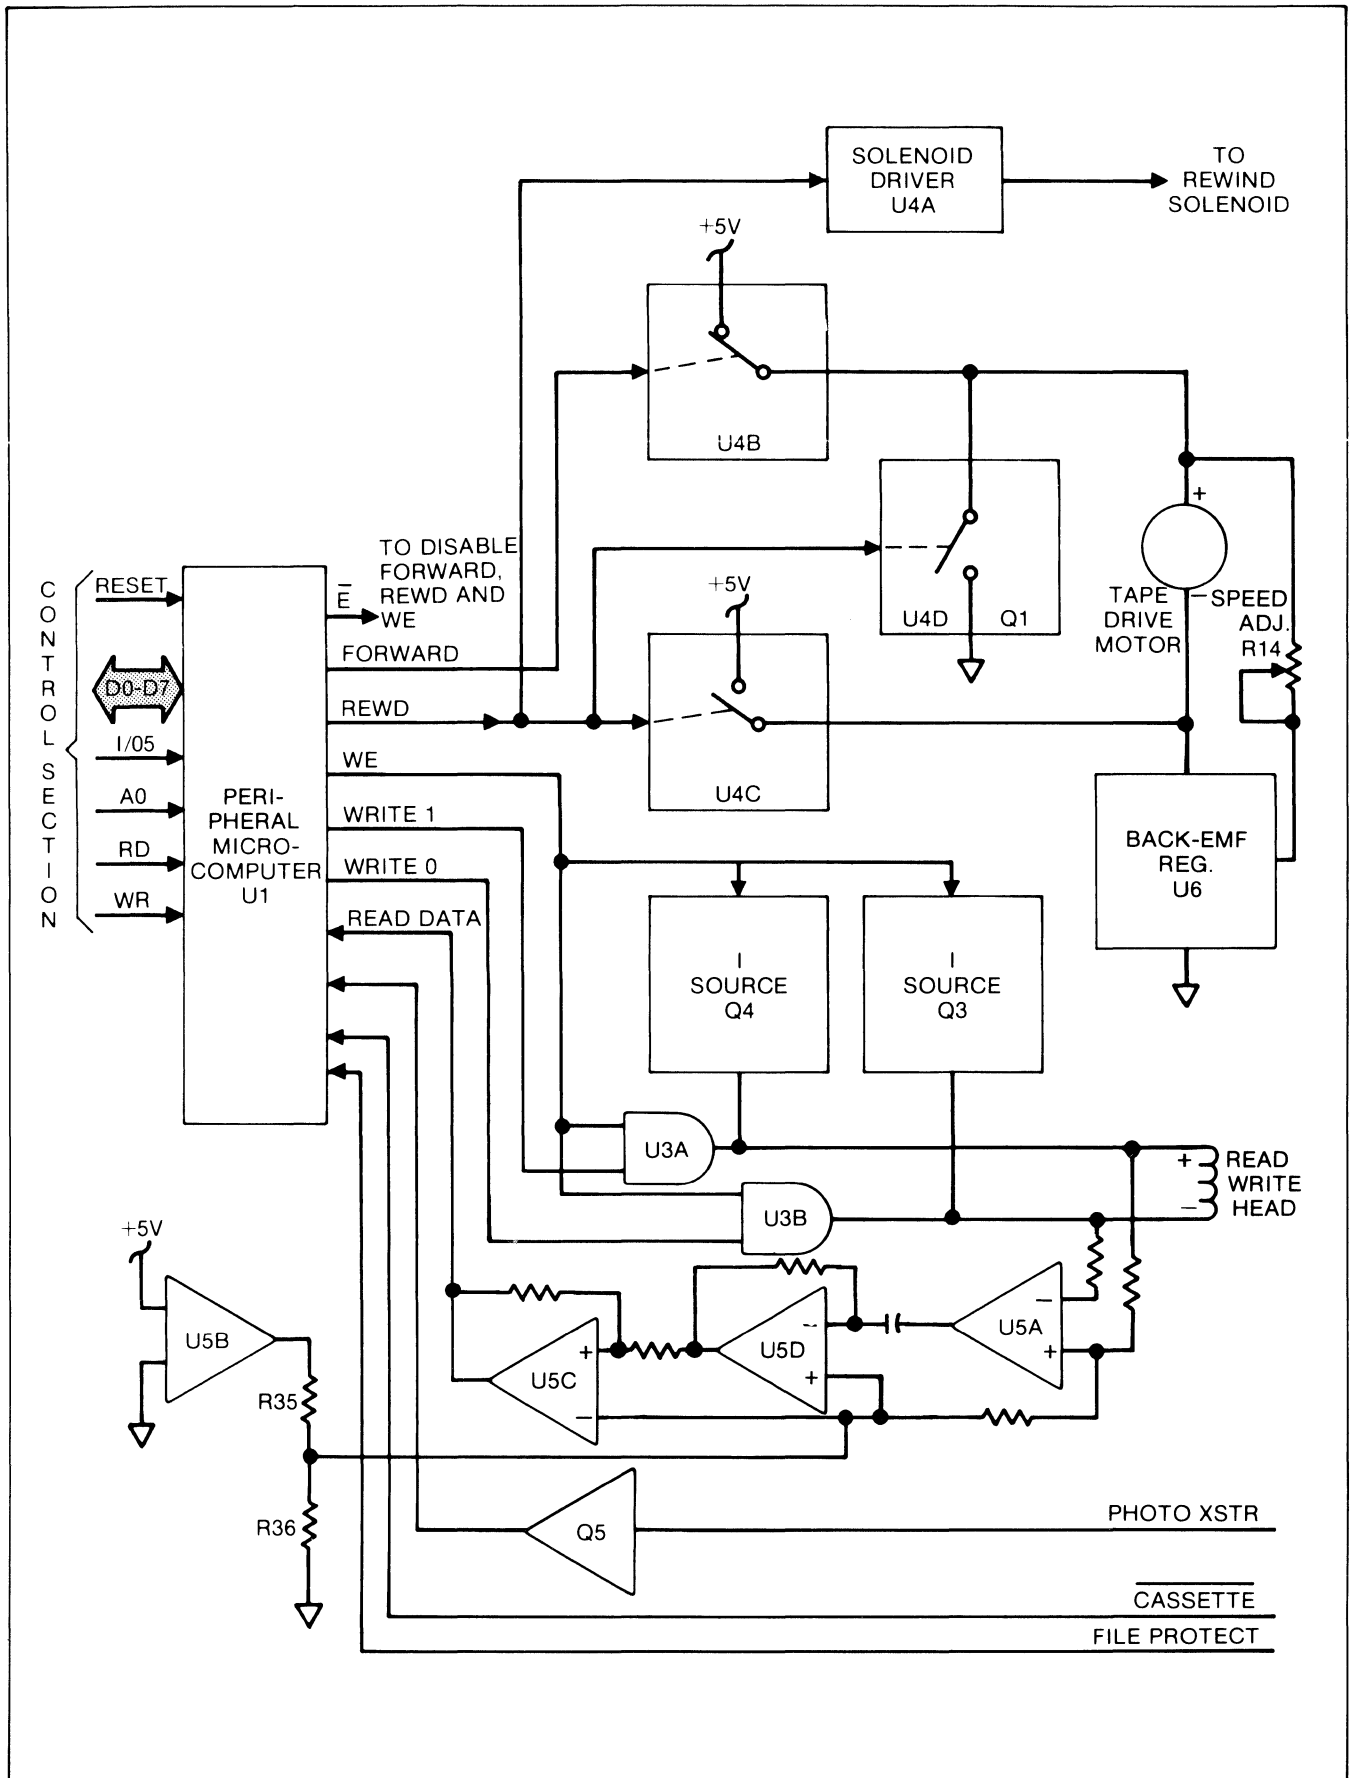 SOLENOID
DRIVER
U4A
TO
REWIND
SOLENOID
+5V
U4B
U4D Q1
+5V
U4C
+
−
TAPE
DRIVE
MOTOR
SPEED
ADJ.
R14
BACK-EMF
REG.
U6
CONTROL SECTION
RESET
D0-D7
I/05
A0
RD
WR
PERI-
PHERAL
MICRO-
COMPUTER
U1
E̅
TO DISABLE
FORWARD,
REWD AND
WE
FORWARD
REWD
WE
WRITE 1
WRITE 0
READ DATA
I
SOURCE
Q4
I
SOURCE
Q3
U3A
U3B
+
−
READ
WRITE
HEAD
+5V
U5B
R35
R36
+
−
U5C
−
+
U5D
−
+
U5A
Q5
PHOTO XSTR
C̅A̅S̅S̅E̅T̅T̅E̅
FILE PROTECT